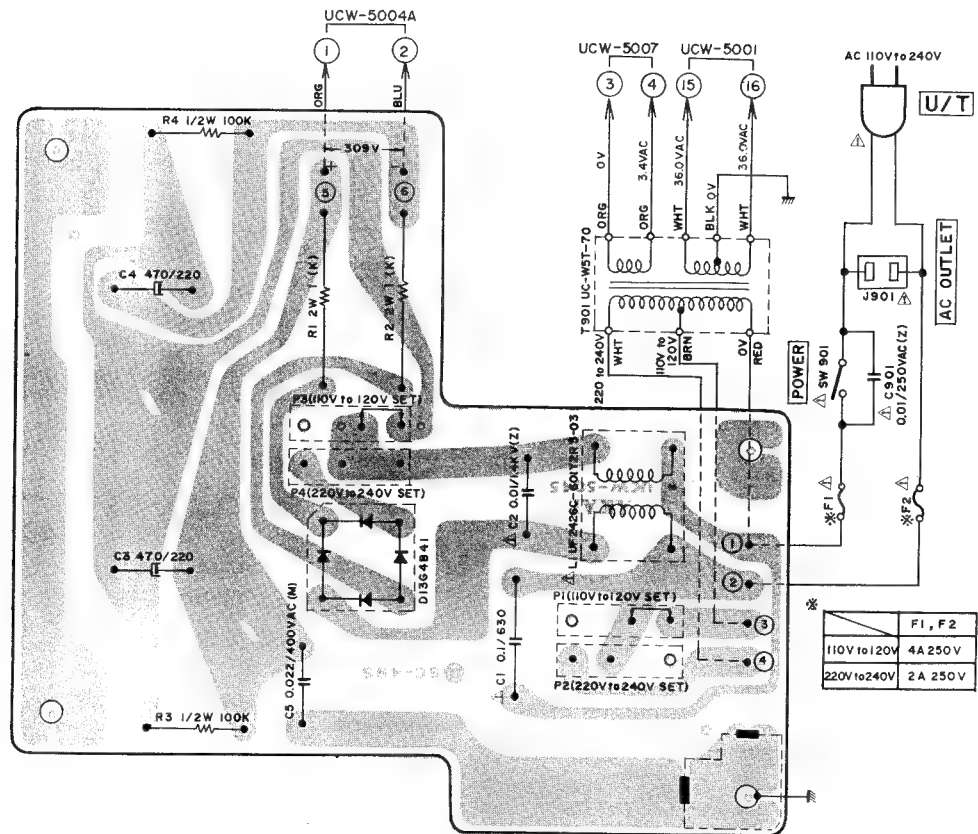 UCW-5004A
1
2
UCW-5007
UCW-5001
3
4
15
16
AC 110V to 240V
U/T
ORG
BLU
R4 1/2W 100K
309V
+
-
5
6
0V
3.4VAC
36.0VAC
BLK 0V
36.0VAC
ORG
ORG
WHT
WHT
T901 UC-W5T-70
220 to 240V
WHT
110V to 120V
BRN
0V
RED
J901
AC OUTLET
POWER
SW 901
C901
0.01/250VAC(Z)
C4 470/220
R1 2W 1 (K)
R2 2W 1 (K)
P3(110V to 120V SET)
P4(220V to 240V SET)
C2 0.01/1.4KV(Z)
※F1
※F2
C3 470/220
D13G4B41
1
2
P1(110V to 120V SET)
3
4
P2(220V to 240V SET)
C5 0.022/400VAC(M)
C1 0.1/630
SC-49S
R3 1/2W 100K
※
F1, F2
110V to 120V 4A 250V
220V to 240V 2A 250V